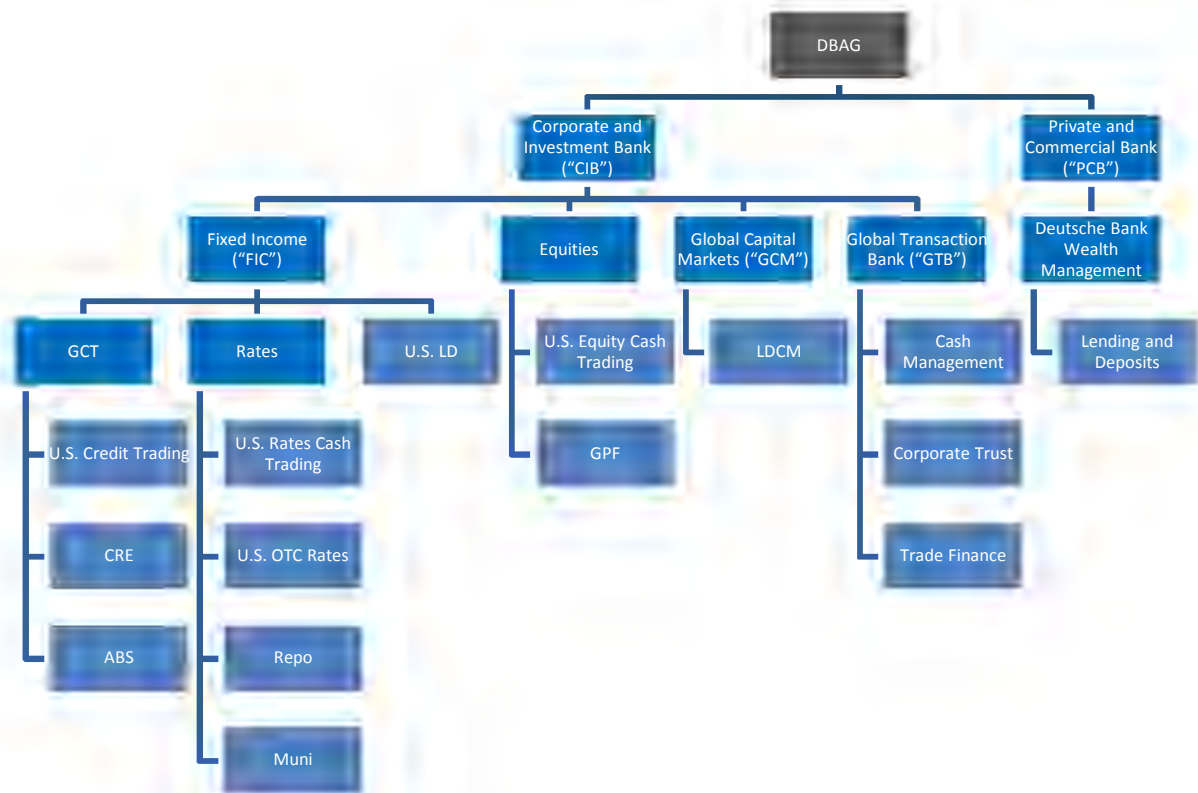 DBAG
Corporate and
Investment Bank
(“CIB”)
Private and
Commercial Bank
(“PCB”)
Fixed Income
(“FIC”)
Equities
Global Capital
Markets (“GCM”)
Global Transaction
Bank (“GTB”)
Deutsche Bank
Wealth
Management
GCT
Rates
U.S. LD
U.S. Equity Cash
Trading
LDCM
Cash
Management
Lending and
Deposits
U.S. Credit Trading
U.S. Rates Cash
Trading
GPF
Corporate Trust
CRE
U.S. OTC Rates
Trade Finance
ABS
Repo
Muni